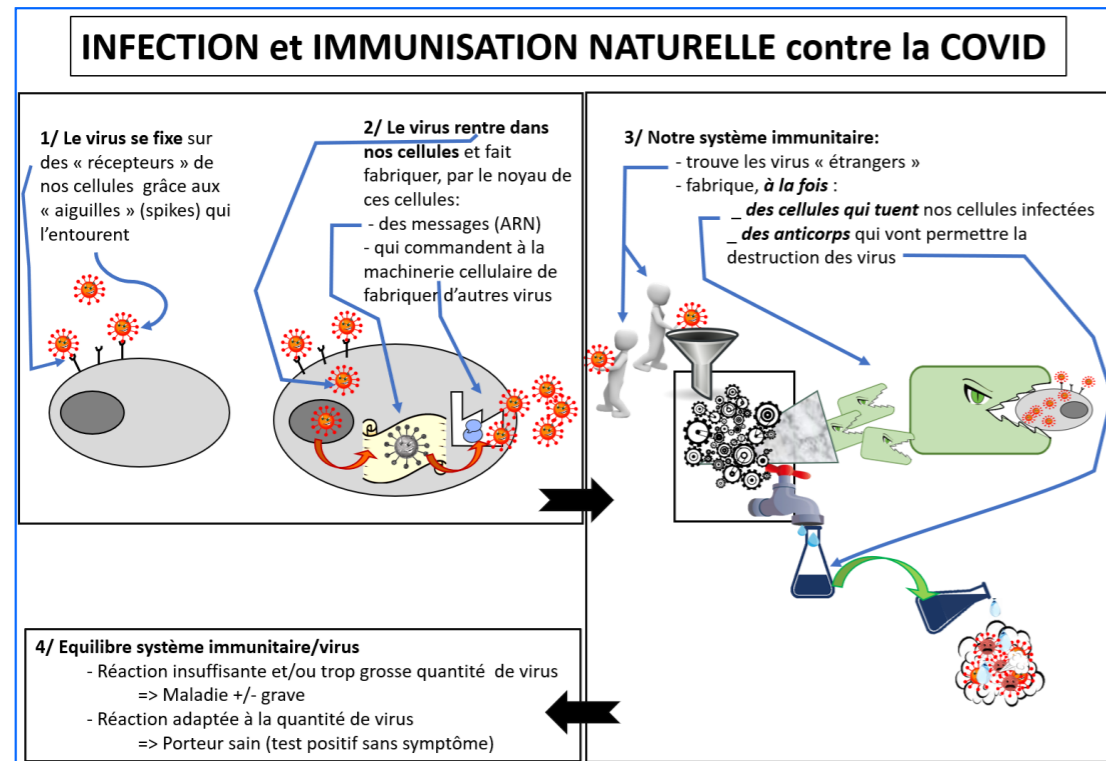 INFECTION et IMMUNISATION NATURELLE contre la COVID
1/ Le virus se fixe sur
des « récepteurs » de
nos cellules grâce aux
« aiguilles » (spikes) qui
l'entourent
2/ Le virus rentre dans
nos cellules et fait
fabriquer, par le noyau de
ces cellules:
- des messages (ARN)
- qui commandent à la
machinerie cellulaire de
fabriquer d'autres virus
3/ Notre système immunitaire:
- trouve les virus « étrangers »
- fabrique, à la fois :
_ des cellules qui tuent nos cellules infectées
_ des anticorps qui vont permettre la
destruction des virus
4/ Equilibre système immunitaire/virus
- Réaction insuffisante et/ou trop grosse quantité de virus
=> Maladie +/- grave
- Réaction adaptée à la quantité de virus
=> Porteur sain (test positif sans symptôme)